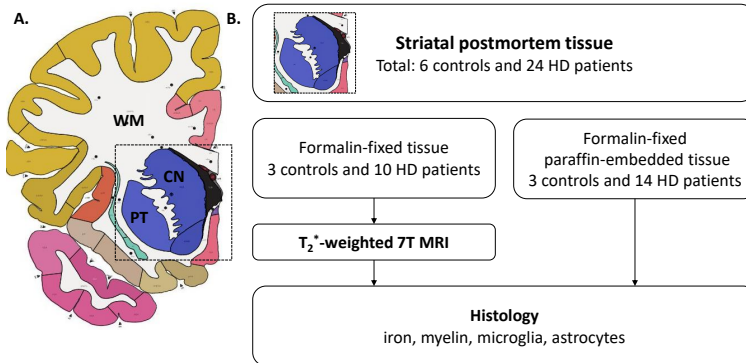 A.
B.
WM
CN
PT
Striatal postmortem tissue
Total: 6 controls and 24 HD patients
Formalin-fixed tissue
3 controls and 10 HD patients
Formalin-fixed
paraffin-embedded tissue
3 controls and 14 HD patients
T₂*-weighted 7T MRI
Histology
iron, myelin, microglia, astrocytes